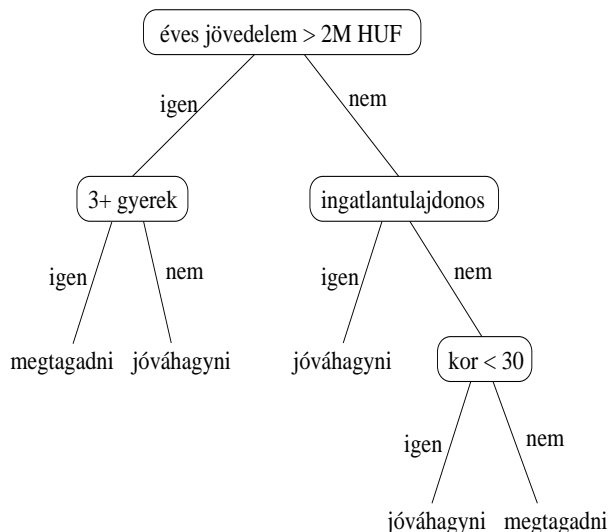 éves jövedelem > 2M HUF
igen
nem
3+ gyerek
ingatlantulajdonos
igen
nem
igen
nem
megtagadni
jóváhagyni
jóváhagyni
kor < 30
igen
nem
jóváhagyni
megtagadni